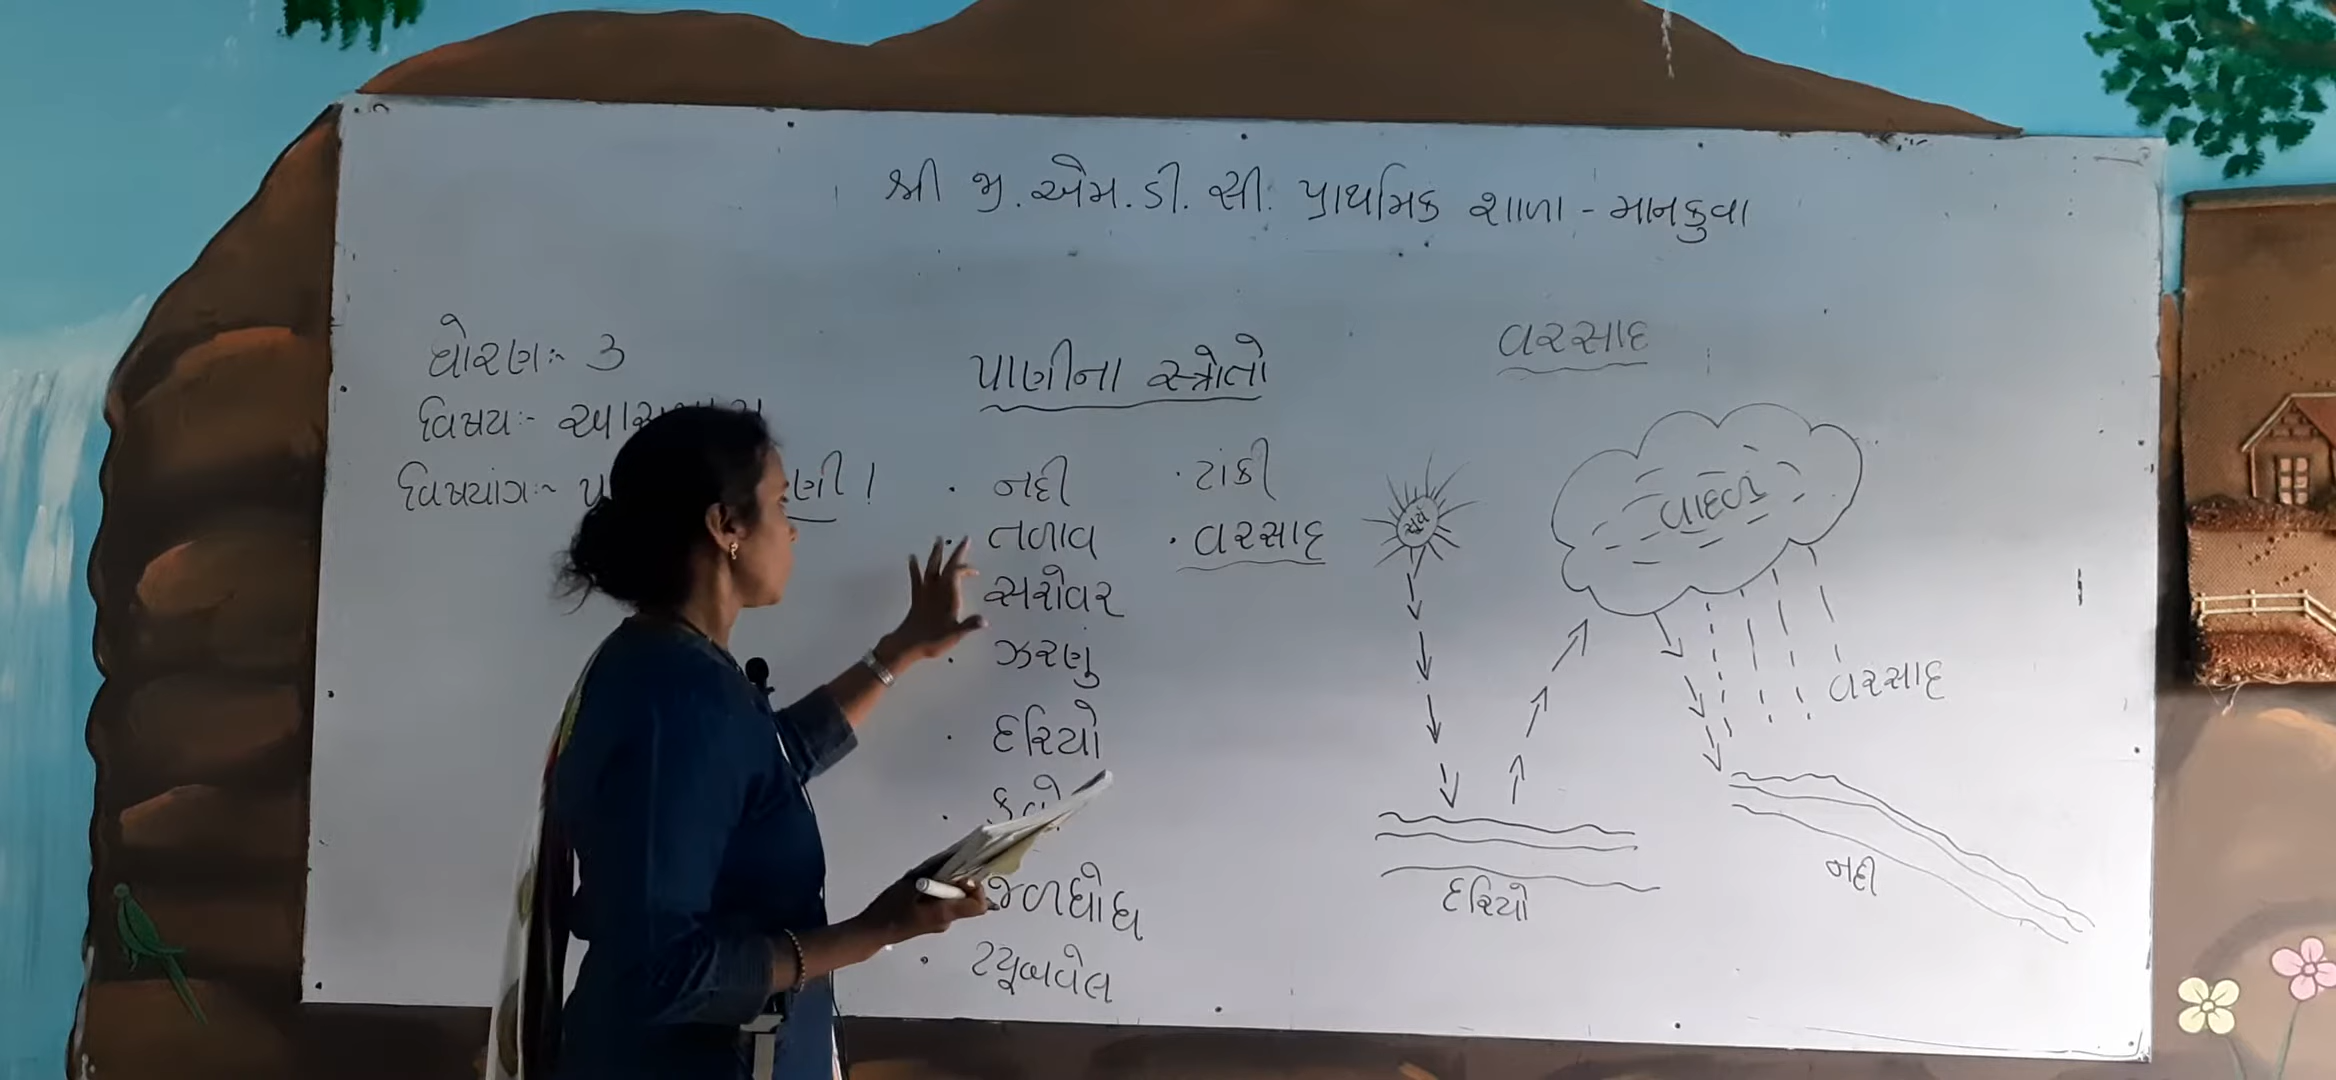 શ્રી જી. એમ. ડી. સી. પ્રાથમિક શાળા - માનકુવા
ધોરણ :- ૩
વિષય :-
વિષયાંગ :-
પાણીના સ્ત્રોતો
. નદી
. તળાવ
સરોવર
. ઝરણું
. દરિયો
જળધોધ
. ટયૂબવેલ
. ટાંકી
. વરસાદ
વરસાદ
સૂર્ય
વાદળ
વરસાદ
દરિયો
નદી